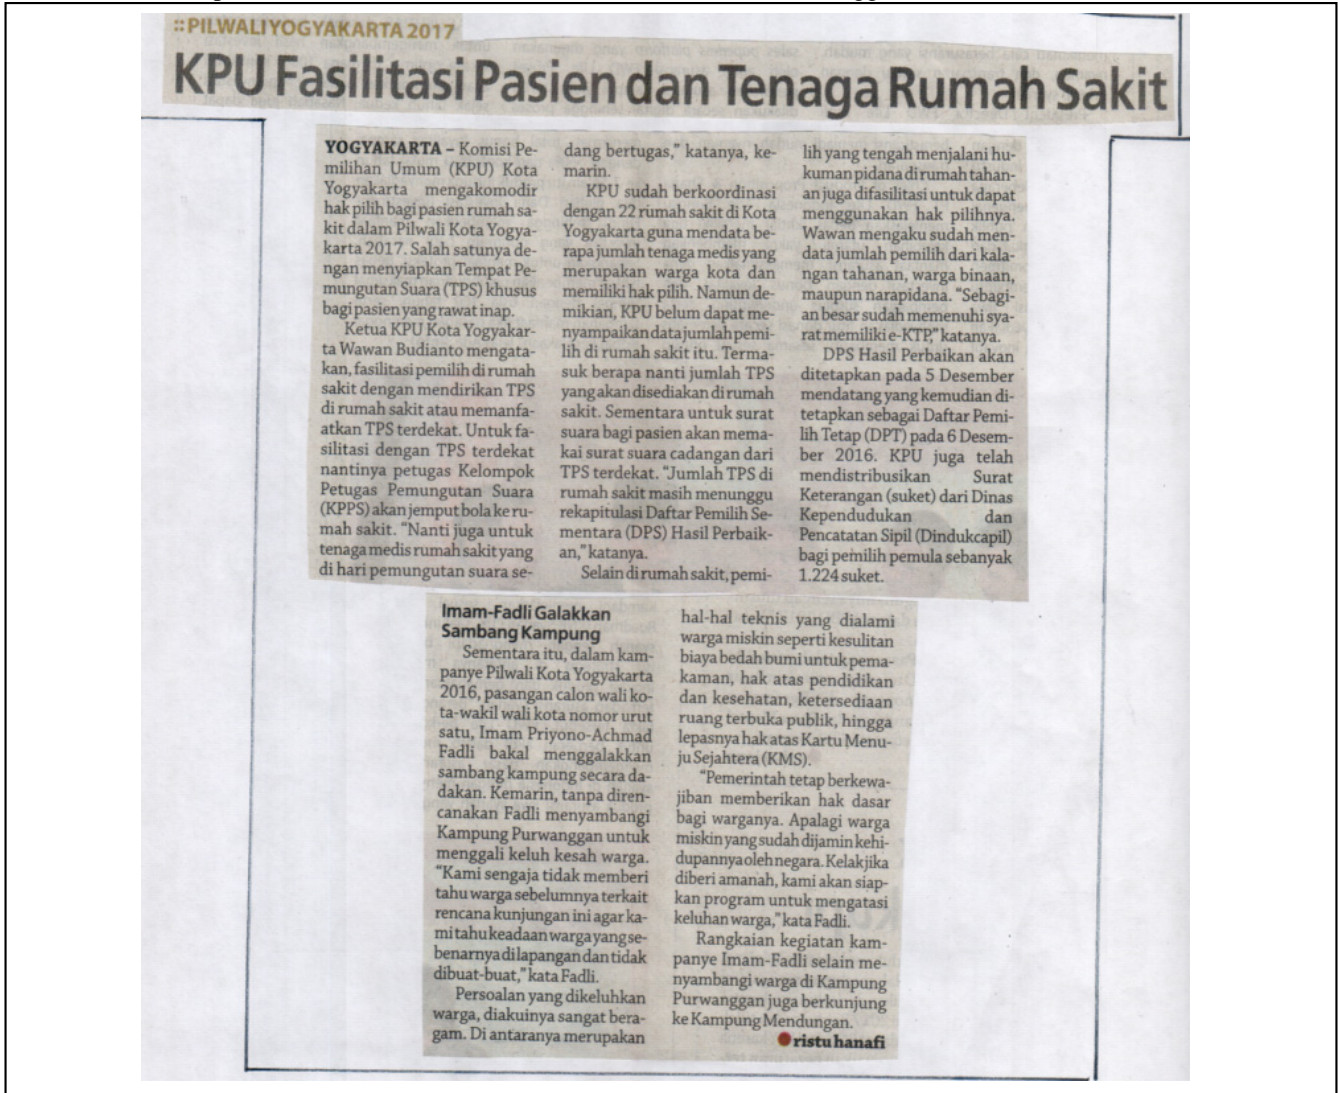 ::PILWALI YOGYAKARTA 2017
KPU Fasilitasi Pasien dan Tenaga Rumah Sakit
YOGYAKARTA – Komisi Pe-
milihan Umum (KPU) Kota
Yogyakarta mengakomodir
hak pilih bagi pasien rumah sa-
kit dalam Pilwali Kota Yogya-
karta 2017. Salah satunya de-
ngan menyiapkan Tempat Pe-
mungutan Suara (TPS) khusus
bagi pasien yang rawat inap.
Ketua KPU Kota Yogyakar-
ta Wawan Budianto mengata-
kan, fasilitasi pemilih di rumah
sakit dengan mendirikan TPS
di rumah sakit atau memanfa-
atkan TPS terdekat. Untuk fa-
silitasi dengan TPS terdekat
nantinya petugas Kelompok
Petugas Pemungutan Suara
(KPPS) akan jemput bola ke ru-
mah sakit. “Nanti juga untuk
tenaga medis rumah sakit yang
di hari pemungutan suara se-
dang bertugas,” katanya, ke-
marin.
KPU sudah berkoordinasi
dengan 22 rumah sakit di Kota
Yogyakarta guna mendata be-
rapa jumlah tenaga medis yang
merupakan warga kota dan
memiliki hak pilih. Namun de-
mikian, KPU belum dapat me-
nyampaikan data jumlah pemi-
lih di rumah sakit itu. Terma-
suk berapa nanti jumlah TPS
yang akan disediakan di rumah
sakit. Sementara untuk surat
suara bagi pasien akan mema-
kai surat suara cadangan dari
TPS terdekat. “Jumlah TPS di
rumah sakit masih menunggu
rekapitulasi Daftar Pemilih Se-
mentara (DPS) Hasil Perbaik-
an,” katanya.
Selain di rumah sakit, pemi-
lih yang tengah menjalani hu-
kuman pidana di rumah tahan-
an juga difasilitasi untuk dapat
menggunakan hak pilihnya.
Wawan mengaku sudah men-
data jumlah pemilih dari kala-
ngan tahanan, warga binaan,
maupun narapidana. “Sebagi-
an besar sudah memenuhi sya-
rat memiliki e-KTP,” katanya.
DPS Hasil Perbaikan akan
ditetapkan pada 5 Desember
mendatang yang kemudian di-
tetapkan sebagai Daftar Pemi-
lih Tetap (DPT) pada 6 Desem-
ber 2016. KPU juga telah
mendistribusikan Surat
Keterangan (suket) dari Dinas
Kependudukan dan
Pencatatan Sipil (Dindukcapil)
bagi pemilih pemula sebanyak
1.224 suket.
Imam-Fadli Galakkan
Sambang Kampung
Sementara itu, dalam kam-
panye Pilwali Kota Yogyakarta
2016, pasangan calon wali ko-
ta-wakil wali kota nomor urut
satu, Imam Priyono-Achmad
Fadli bakal menggalakkan
sambang kampung secara da-
dakan. Kemarin, tanpa diren-
canakan Fadli menyambangi
Kampung Purwanggan untuk
menggali keluh kesah warga.
“Kami sengaja tidak memberi
tahu warga sebelumnya terkait
rencana kunjungan ini agar ka-
mi tahu keadaan warga yang se-
benarnya di lapangan dan tidak
dibuat-buat,” kata Fadli.
Persoalan yang dikeluhkan
warga, diakuinya sangat bera-
gam. Di antaranya merupakan
hal-hal teknis yang dialami
warga miskin seperti kesulitan
biaya bedah bumi untuk pema-
kaman, hak atas pendidikan
dan kesehatan, ketersediaan
ruang terbuka publik, hingga
lepasnya hak atas Kartu Menu-
ju Sejahtera (KMS).
“Pemerintah tetap berkewa-
jiban memberikan hak dasar
bagi warganya. Apalagi warga
miskin yang sudah dijamin kehi-
dupannya oleh negara. Kelak jika
diberi amanah, kami akan siap-
kan program untuk mengatasi
keluhan warga,” kata Fadli.
Rangkaian kegiatan kam-
panye Imam-Fadli selain me-
nyambangi warga di Kampung
Purwanggan juga berkunjung
ke Kampung Mendungan.
●ristu hanafi